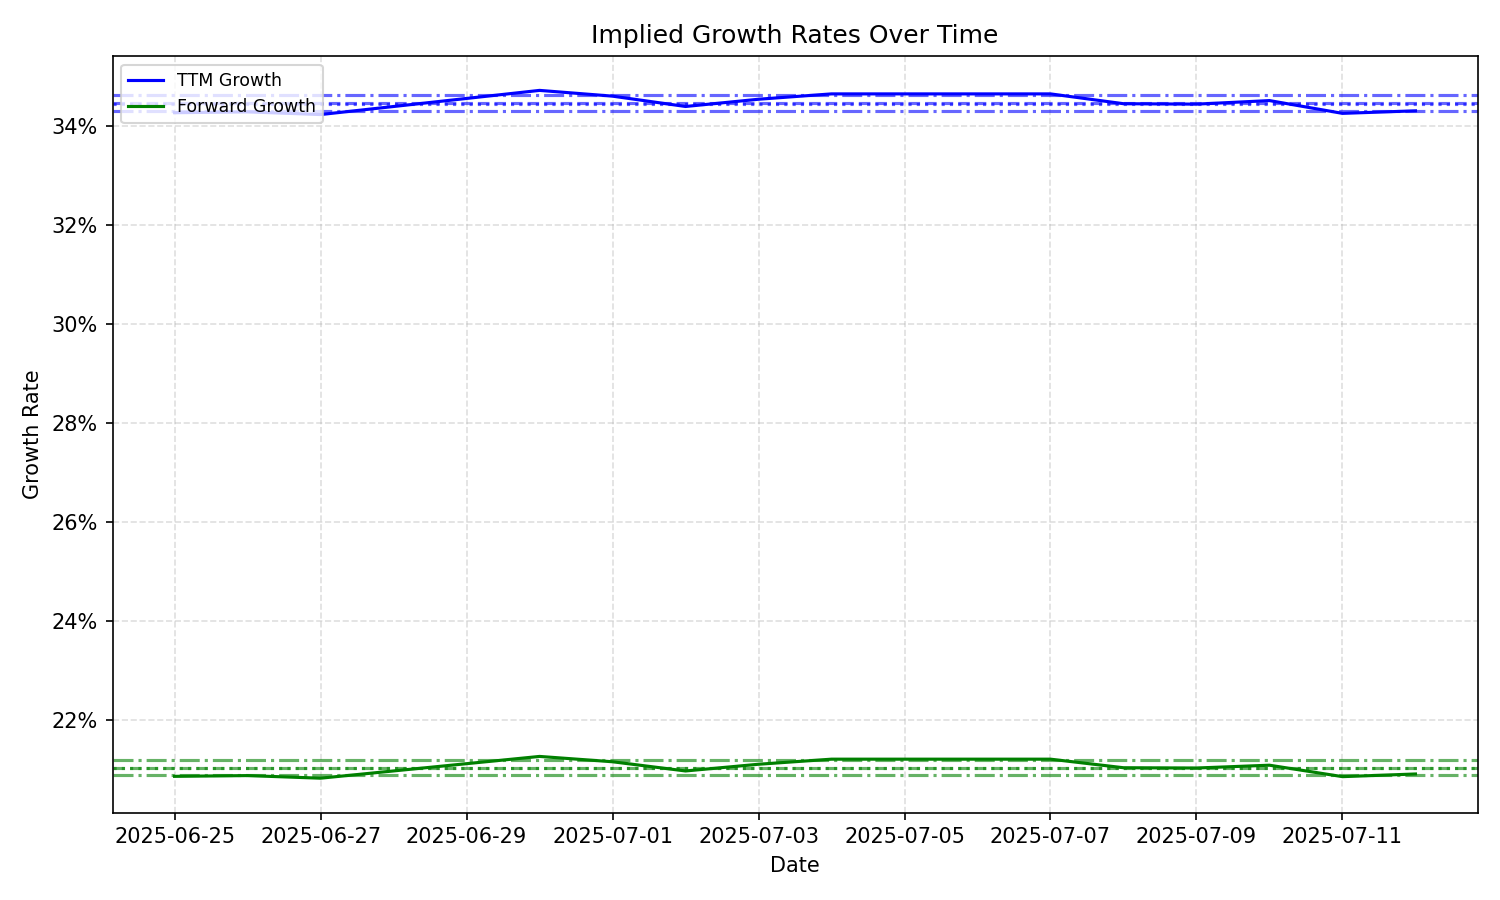 Implied Growth Rates Over Time
TTM Growth
Forward Growth
34%
32%
30%
28%
26%
24%
22%
Growth Rate
2025-06-25 2025-06-27 2025-06-29 2025-07-01 2025-07-03 2025-07-05 2025-07-07 2025-07-09 2025-07-11
Date